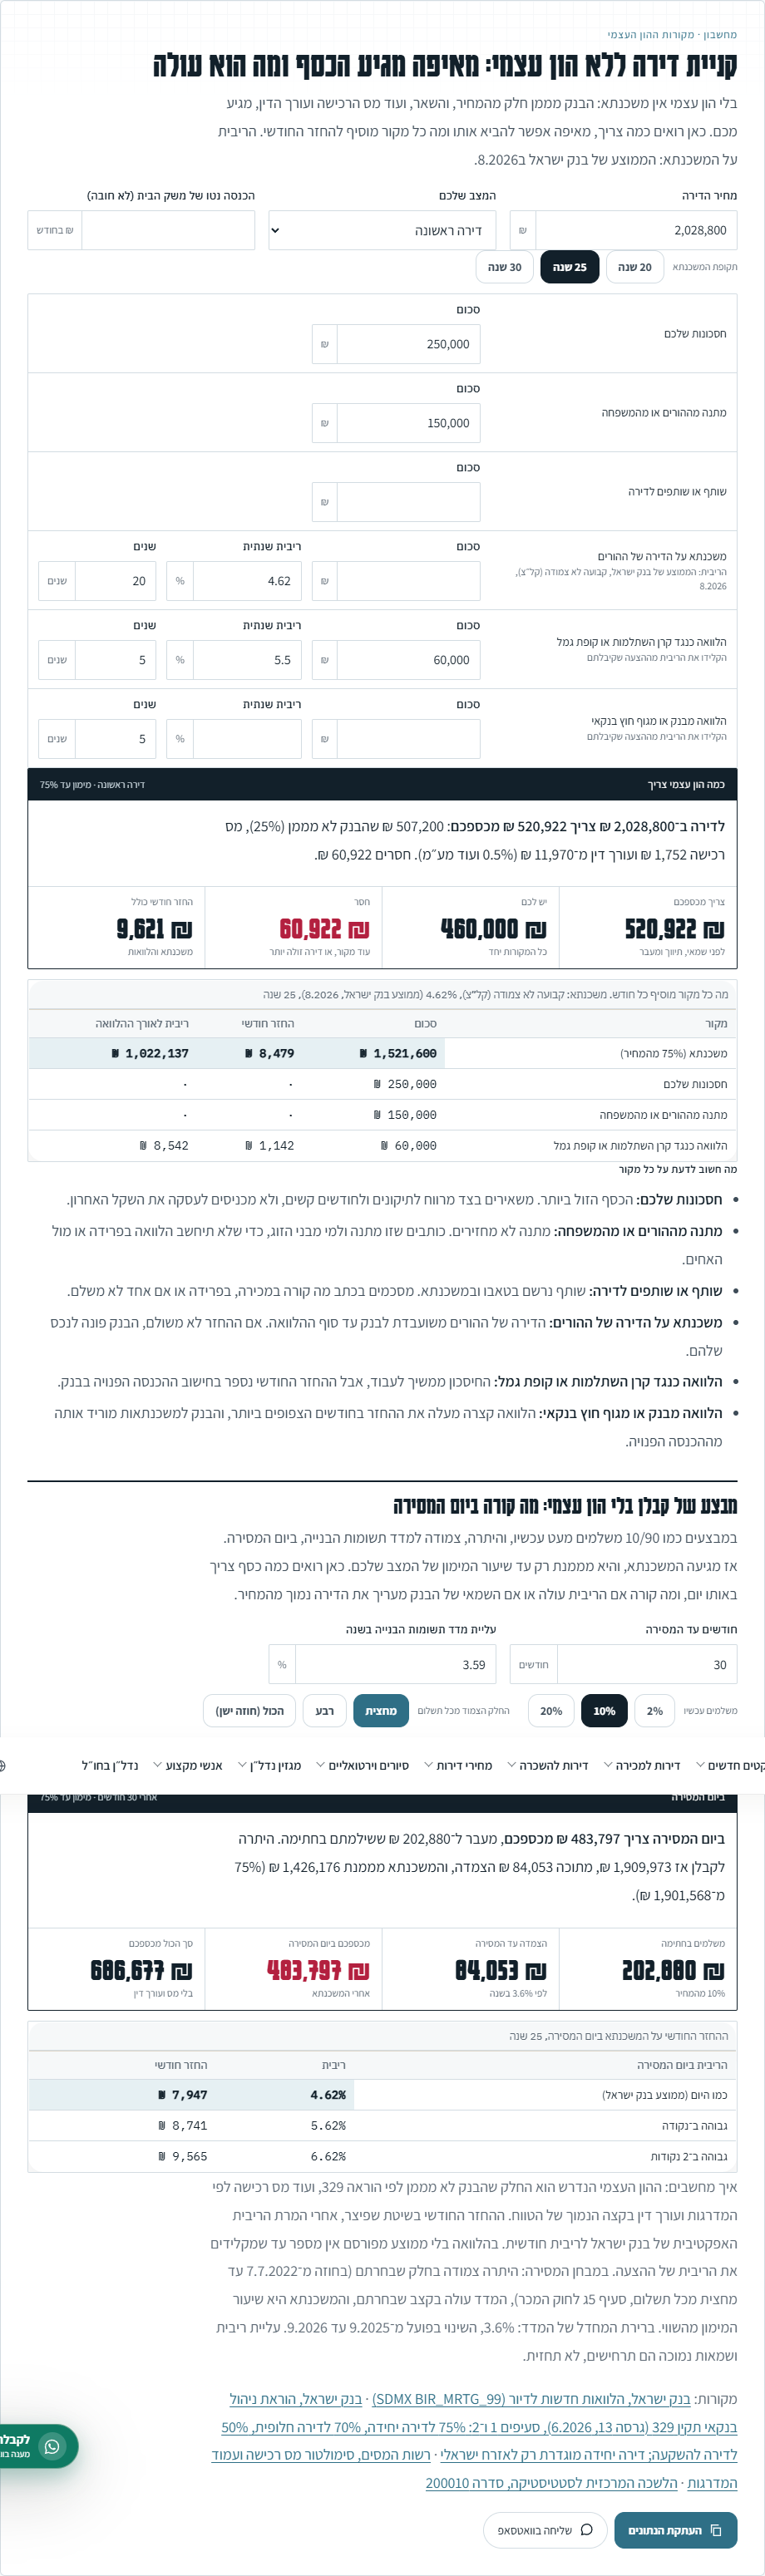 מחשבון · מקורות ההון העצמי
קניית דירה ללא הון עצמי: מאיפה מגיע הכסף ומה הוא עולה
בלי הון עצמי אין משכנתא: הבנק מממן חלק מהמחיר, והשאר, ועוד מס הרכישה ועורך הדין, מגיע
מכם. כאן רואים כמה צריך, מאיפה אפשר להביא אותו ומה כל מקור מוסיף להחזר החודשי. הריבית
על המשכנתא: הממוצע של בנק ישראל ב־8.2026.
מחיר הדירה
המצב שלכם
הכנסה נטו של משק הבית (לא חובה)
2,028,800 ₪
דירה ראשונה
₪ בחודש
תקופת המשכנתא 20 שנה 25 שנה 30 שנה
סכום
חסכונות שלכם 250,000 ₪
סכום
מתנה מההורים או מהמשפחה 150,000 ₪
סכום
שותף או שותפים לדירה ₪
סכום ריבית שנתית שנים
משכנתא על הדירה של ההורים
הריבית: הממוצע של בנק ישראל, קבועה לא צמודה (קל״צ),
8.2026
₪ 4.62 % 20 שנים
סכום ריבית שנתית שנים
הלוואה כנגד קרן השתלמות או קופת גמל
הקלידו את הריבית מההצעה שקיבלתם
60,000 ₪ 5.5 % 5 שנים
סכום ריבית שנתית שנים
הלוואה מבנק או מגוף חוץ בנקאי
הקלידו את הריבית מההצעה שקיבלתם
₪ % 5 שנים
כמה הון עצמי צריך דירה ראשונה · מימון עד 75%
לדירה ב־2,028,800 ₪ צריך 520,922 ₪ מכספכם: 507,200 ₪ שהבנק לא מממן (25%), מס
רכישה 1,752 ₪ ועורך דין מ־11,970 ₪ (0.5% ועוד מע״מ). חסרים 60,922 ₪.
צריך מכספכם יש לכם חסר החזר חודשי כולל
520,922 ₪ 460,000 ₪ 60,922 ₪ 9,621 ₪
לפני שמאי, תיווך ומעבר כל המקורות יחד עוד מקור, או דירה זולה יותר משכנתא והלוואות
מה כל מקור מוסיף כל חודש. משכנתא: קבועה לא צמודה (קל״צ), 4.62% (ממוצע בנק ישראל, 8.2026), 25 שנה
מקור סכום החזר חודשי ריבית לאורך ההלוואה
משכנתא (75% מהמחיר) 1,521,600 ₪ 8,479 ₪ 1,022,137 ₪
חסכונות שלכם 250,000 ₪ · ·
מתנה מההורים או מהמשפחה 150,000 ₪ · ·
הלוואה כנגד קרן השתלמות או קופת גמל 60,000 ₪ 1,142 ₪ 8,542 ₪
מה חשוב לדעת על כל מקור
• חסכונות שלכם: הכסף הזול ביותר. משאירים בצד מרווח לתיקונים ולחודשים קשים, ולא מכניסים לעסקה את השקל האחרון.
• מתנה מההורים או מהמשפחה: מתנה לא מחזירים. כותבים שזו מתנה ולמי מבני הזוג, כדי שלא תיחשב הלוואה בפרידה או מול
האחים.
• שותף או שותפים לדירה: שותף נרשם בטאבו ובמשכנתא. מסכמים בכתב מה קורה במכירה, בפרידה או אם אחד לא משלם.
• משכנתא על הדירה של ההורים: הדירה של ההורים משועבדת לבנק עד סוף ההלוואה. אם ההחזר לא משולם, הבנק פונה לנכס
שלהם.
• הלוואה כנגד קרן השתלמות או קופת גמל: החיסכון ממשיך לעבוד, אבל ההחזר החודשי נספר בחישוב ההכנסה הפנויה בבנק.
• הלוואה מבנק או מגוף חוץ בנקאי: הלוואה קצרה מעלה את ההחזר בחודשים הצפופים ביותר, והבנק למשכנתאות מוריד אותה
מההכנסה הפנויה.
מבצע של קבלן בלי הון עצמי: מה קורה ביום המסירה
במבצעים כמו 10/90 משלמים מעט עכשיו, והיתרה, צמודה למדד תשומות הבנייה, ביום המסירה.
אז מגיעה המשכנתא, והיא מממנת רק עד שיעור המימון של המצב שלכם. כאן רואים כמה כסף צריך
באותו יום, ומה קורה אם הריבית עולה או אם השמאי של הבנק מעריך את הדירה נמוך מהמחיר.
חודשים עד המסירה עליית מדד תשומות הבנייה בשנה
30 חודשים 3.59 %
משלמים עכשיו 2% 10% 20% החלק הצמוד מכל תשלום מחצית רבע הכול (חוזה ישן)
קטים חדשים דירות למכירה דירות להשכרה מחירי דירות סיורים וירטואליים מגזין נדל״ן אנשי מקצוע נדל״ן בחו״ל
ביום המסירה אחרי 30 חודשים · מימון עד 75%
ביום המסירה צריך 483,797 ₪ מכספכם, מעבר ל־202,880 ₪ ששילמתם בחתימה. היתרה
לקבלן אז 1,909,973 ₪, מתוכה 84,053 ₪ הצמדה, והמשכנתא מממנת 1,426,176 ₪ (75%
מ־1,901,568 ₪).
משלמים בחתימה הצמדה עד המסירה מכספכם ביום המסירה סך הכול מכספכם
202,880 ₪ 84,053 ₪ 483,797 ₪ 686,677 ₪
10% מהמחיר לפי 3.6% בשנה אחרי המשכנתא בלי מס ועורך דין
ההחזר החודשי על המשכנתא ביום המסירה, 25 שנה
הריבית ביום המסירה ריבית החזר חודשי
כמו היום (ממוצע בנק ישראל) 4.62% 7,947 ₪
גבוהה ב־נקודה 5.62% 8,741 ₪
גבוהה ב־2 נקודות 6.62% 9,565 ₪
איך מחשבים: ההון העצמי הנדרש הוא החלק שהבנק לא מממן לפי הוראה 329, ועוד מס רכישה לפי
המדרגות ועורך דין בקצה הנמוך של הטווח. ההחזר החודשי בשיטת שפיצר, אחרי המרת הריבית
האפקטיבית של בנק ישראל לריבית חודשית. בהלוואה בלי ממוצע מפורסם אין מספר עד שמקלידים
את הריבית של ההצעה. במבחן המסירה: היתרה צמודה בחלק שבחרתם (בחוזה מ־7.7.2022 עד
מחצית מכל תשלום, סעיף 5ג לחוק המכר), המדד עולה בקצב שבחרתם, והמשכנתא היא שיעור
המימון מהשווי. ברירת המחדל של המדד: 3.6%, השינוי בפועל מ־9.2025 עד 9.2026. עליית ריבית
ושמאות נמוכה הם תרחישים, לא תחזית.
מקורות: בנק ישראל, הלוואות חדשות לדיור (SDMX BIR_MRTG_99) · בנק ישראל, הוראת ניהול
בנקאי תקין 329 (גרסה 13, 6.2026), סעיפים 1 ו־2: 75% לדירה יחידה, 70% לדירה חלופית, 50%
לדירה להשקעה; דירה יחידה מוגדרת רק לאזרח ישראלי · רשות המסים, סימולטור מס רכישה ועמוד
המדרגות · הלשכה המרכזית לסטטיסטיקה, סדרה 200010
העתקת הנתונים שליחה בוואטסאפ